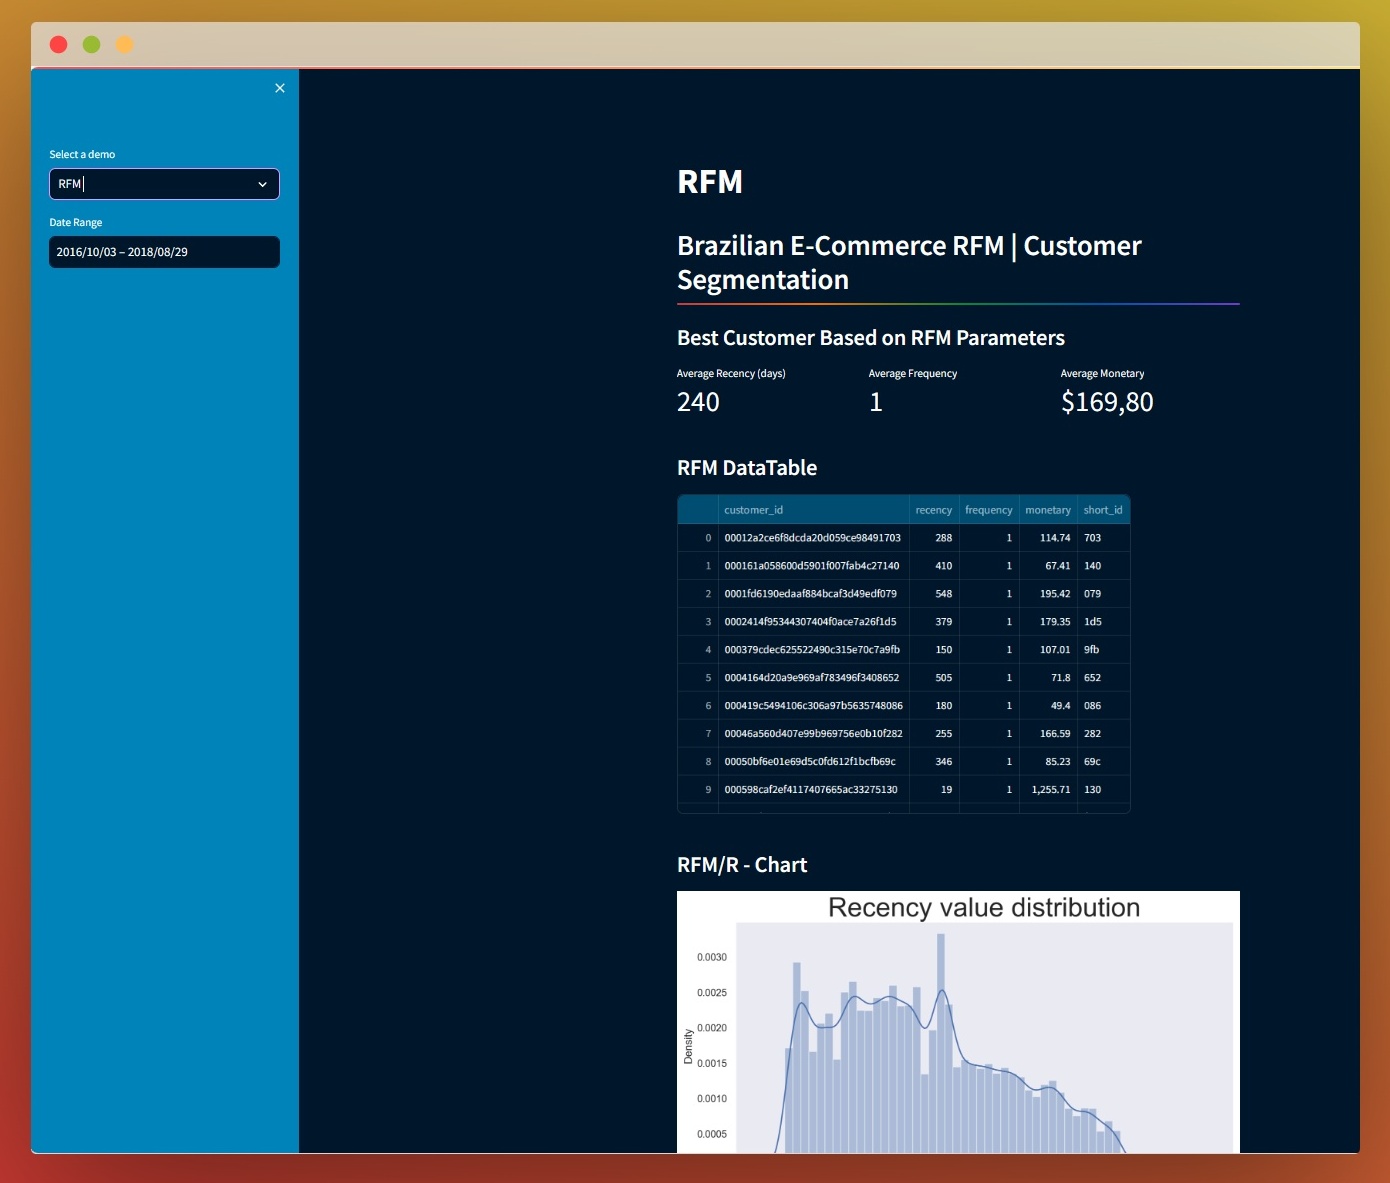 Select a demo
RFM
Date Range
2016/10/03 – 2018/08/29
RFM
Brazilian E-Commerce RFM | Customer
Segmentation
Best Customer Based on RFM Parameters
Average Recency (days) Average Frequency Average Monetary
240 1 $169,80
RFM DataTable
customer_id recency frequency monetary short_id
0 00012a2ce6f8dcda20d059ce98491703 288 1 114.74 703
1 000161a058600d5901f007fab4c27140 410 1 67.41 140
2 0001fd6190edaaf884bcaf3d49edf079 548 1 195.42 079
3 0002414f95344307404f0ace7a26f1d5 379 1 179.35 1d5
4 000379cdec625522490c315e70c7a9fb 150 1 107.01 9fb
5 0004164d20a9e969af783496f3408652 505 1 71.8 652
6 000419c5494106c306a97b5635748086 180 1 49.4 086
7 00046a560d407e99b969756e0b10f282 255 1 166.59 282
8 00050bf6e01e69d5c0fd612f1bcfb69c 346 1 85.23 69c
9 000598caf2ef4117407665ac33275130 19 1 1,255.71 130
RFM/R - Chart
Recency value distribution
0.0030
0.0025
0.0020
Density
0.0015
0.0010
0.0005